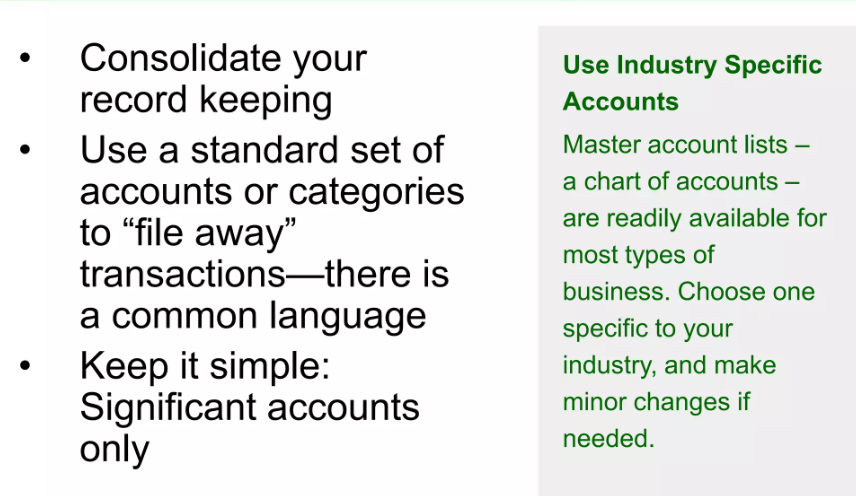 • Consolidate your
record keeping
• Use a standard set of
accounts or categories
to “file away”
transactions—there is
a common language
• Keep it simple:
Significant accounts
only
Use Industry Specific
Accounts
Master account lists –
a chart of accounts –
are readily available for
most types of
business. Choose one
specific to your
industry, and make
minor changes if
needed.